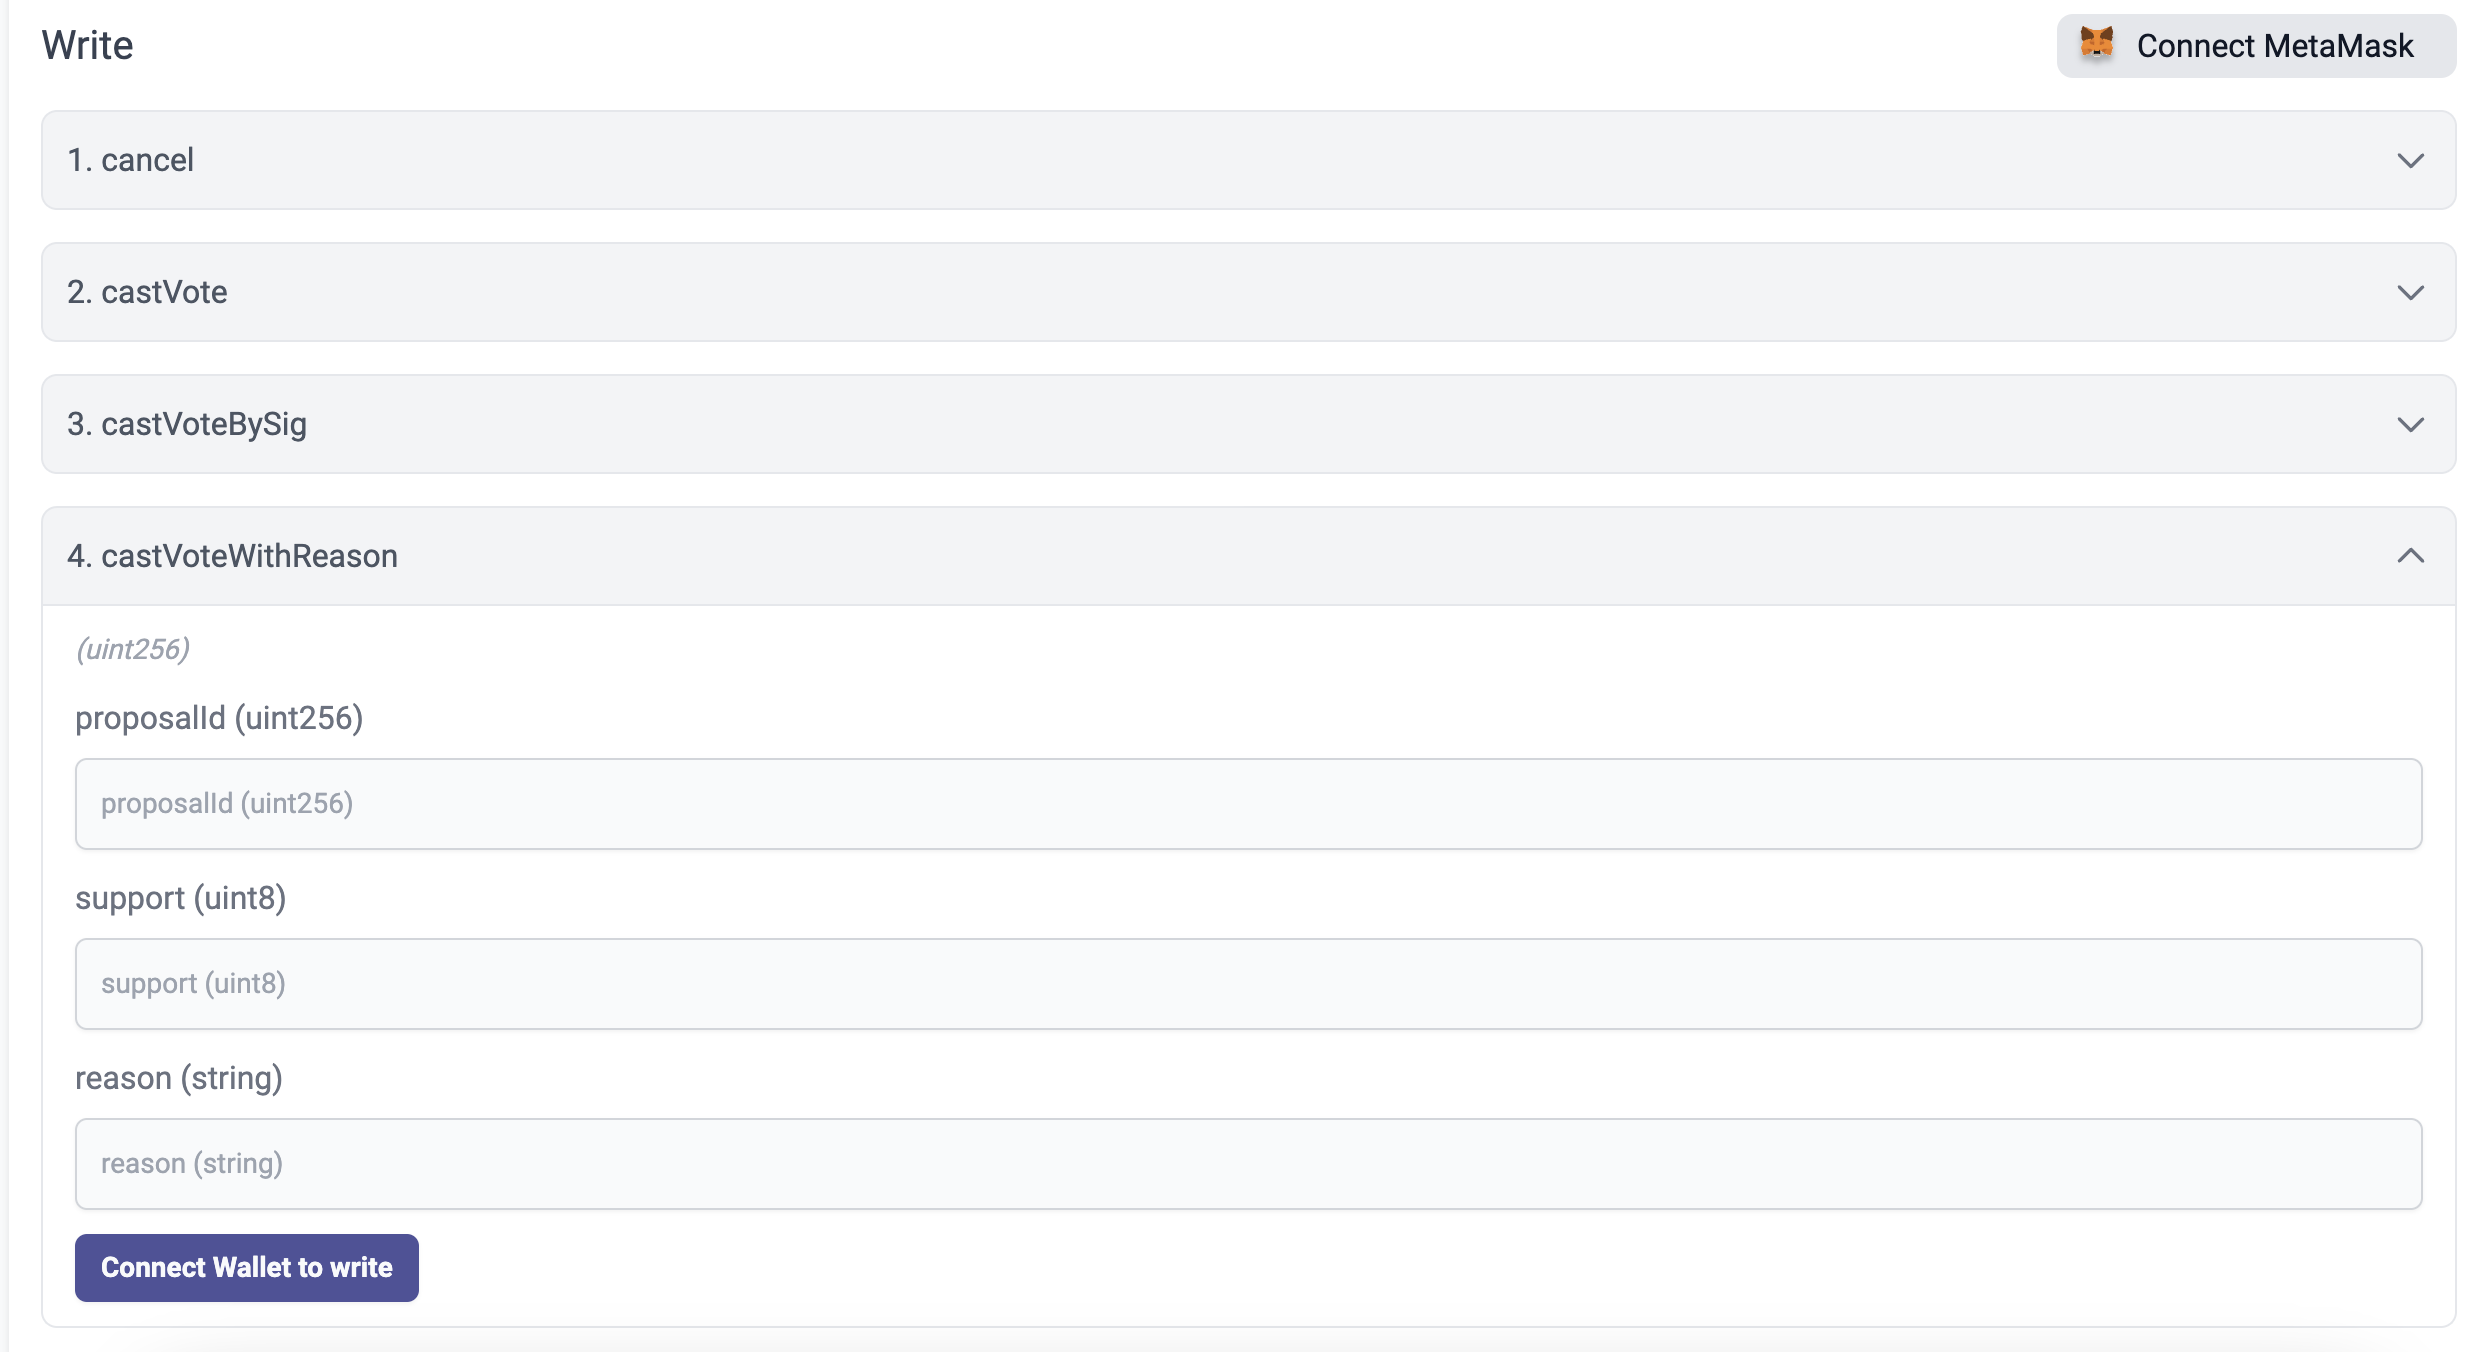 Write
Connect MetaMask
1. cancel
2. castVote
3. castVoteBySig
4. castVoteWithReason
(uint256)
proposalId (uint256)
proposalId (uint256)
support (uint8)
support (uint8)
reason (string)
reason (string)
Connect Wallet to write